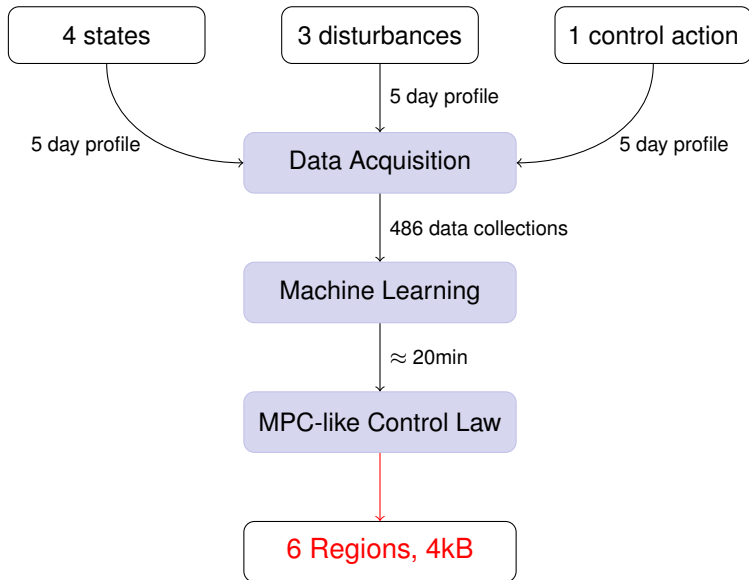 4 states
3 disturbances
1 control action
5 day profile
5 day profile
5 day profile
Data Acquisition
486 data collections
Machine Learning
≈ 20min
MPC-like Control Law
6 Regions, 4kB